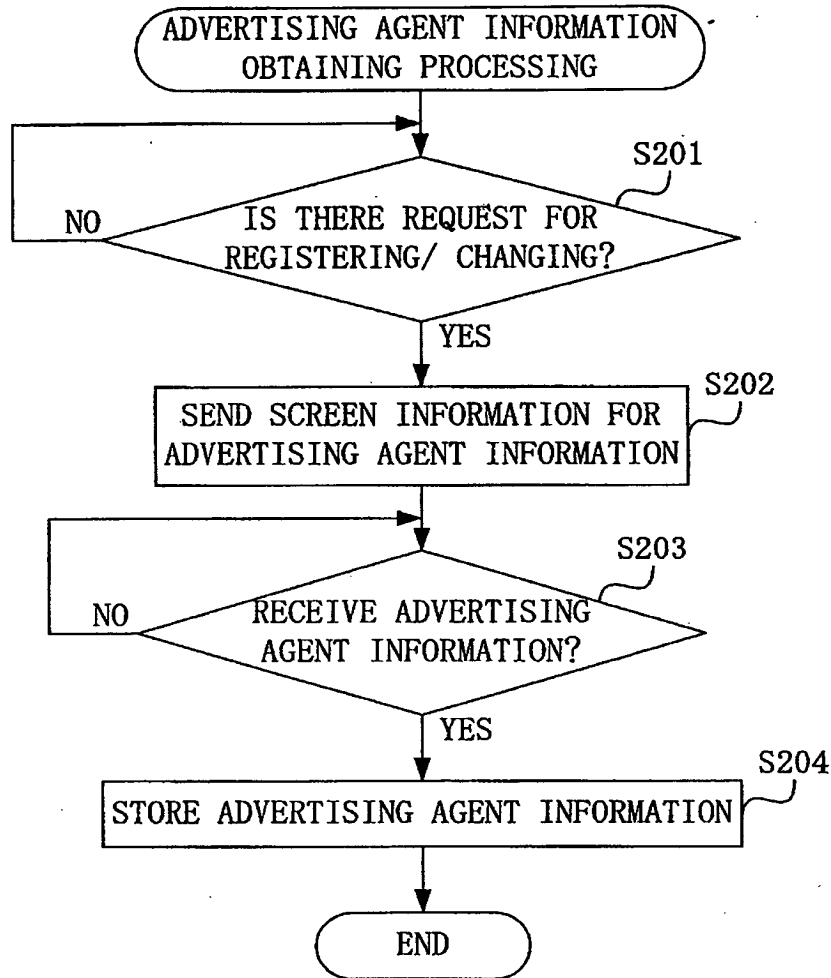 ADVERTISING AGENT INFORMATION
OBTAINING PROCESSING
S201
NO
IS THERE REQUEST FOR
REGISTERING/ CHANGING?
YES
S202
SEND SCREEN INFORMATION FOR
ADVERTISING AGENT INFORMATION
S203
NO
RECEIVE ADVERTISING
AGENT INFORMATION?
YES
S204
STORE ADVERTISING AGENT INFORMATION
END